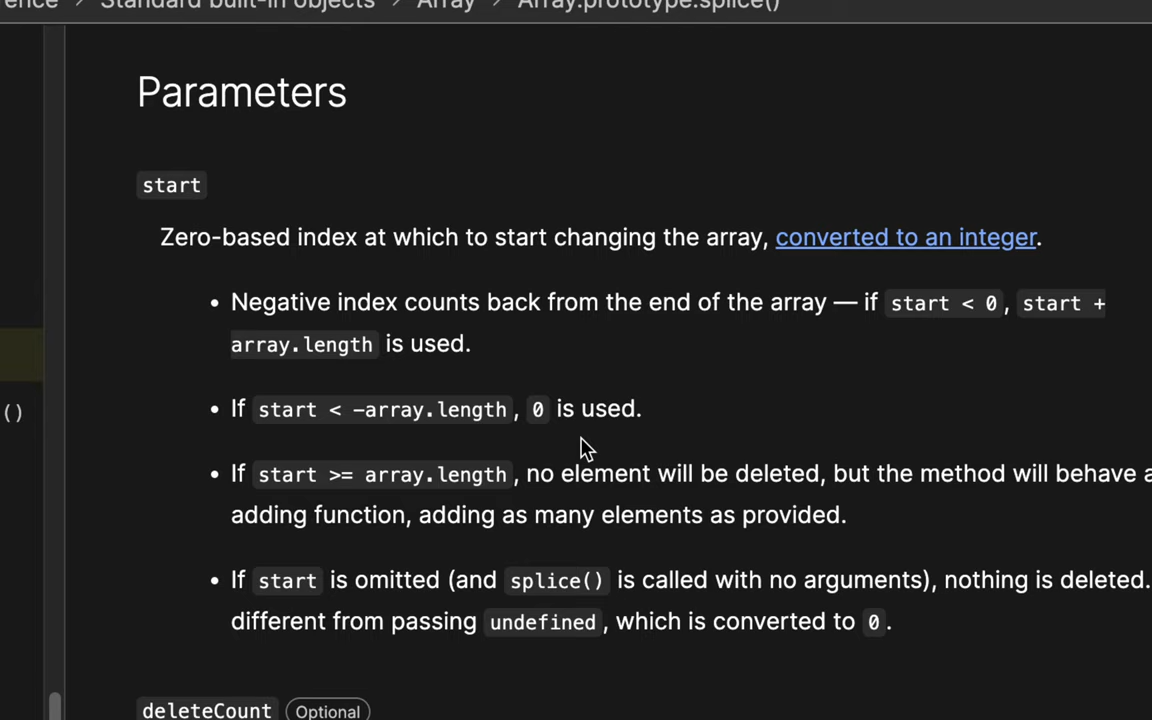 Standard built-in objects > Array > Array.prototype.splice()
Parameters
start
Zero-based index at which to start changing the array, converted to an integer.
• Negative index counts back from the end of the array — if start < 0, start +
array.length is used.
• If start < -array.length, 0 is used.
()
• If start >= array.length, no element will be deleted, but the method will behave
adding function, adding as many elements as provided.
• If start is omitted (and splice() is called with no arguments), nothing is deleted.
different from passing undefined, which is converted to 0.
deleteCount Optional